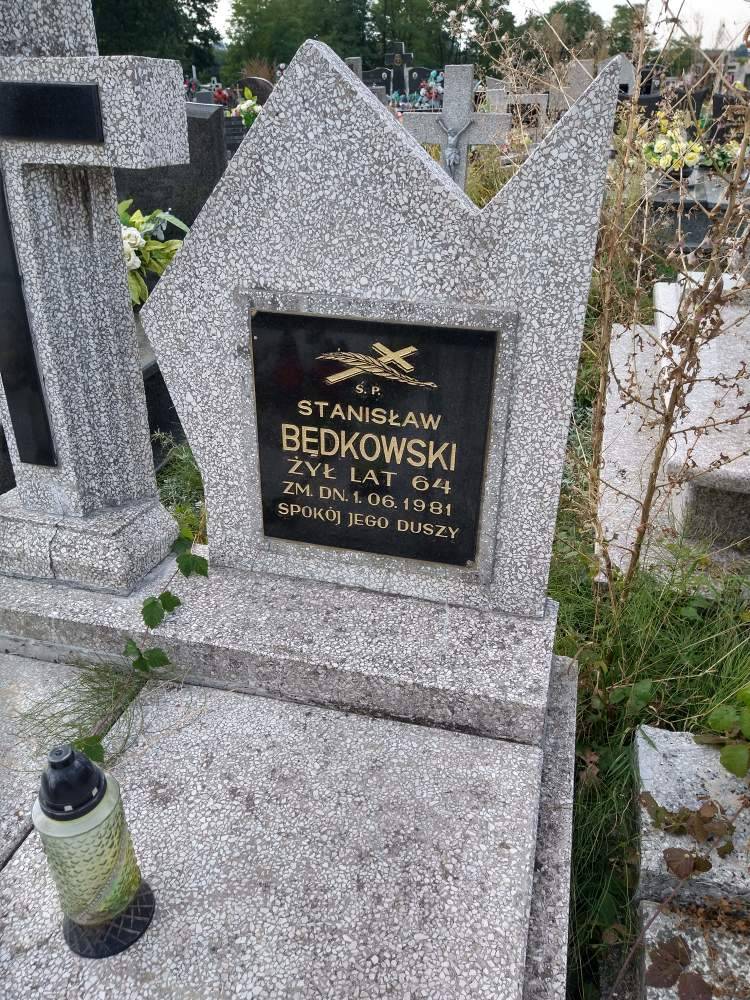 Ś. P.
STANISŁAW
BĘDKOWSKI
ŻYŁ LAT 64
ZM. DN. 1. 06. 1981
SPOKÓJ JEGO DUSZY